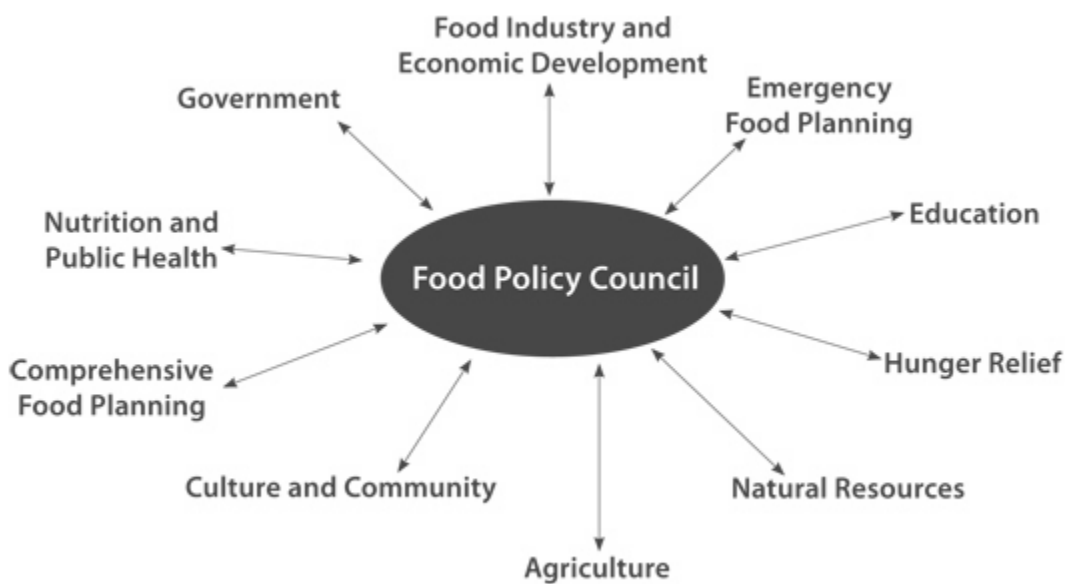 Food Industry and
Economic Development
Government
Emergency
Food Planning
Nutrition and
Public Health
Education
Food Policy Council
Comprehensive
Food Planning
Hunger Relief
Culture and Community
Natural Resources
Agriculture